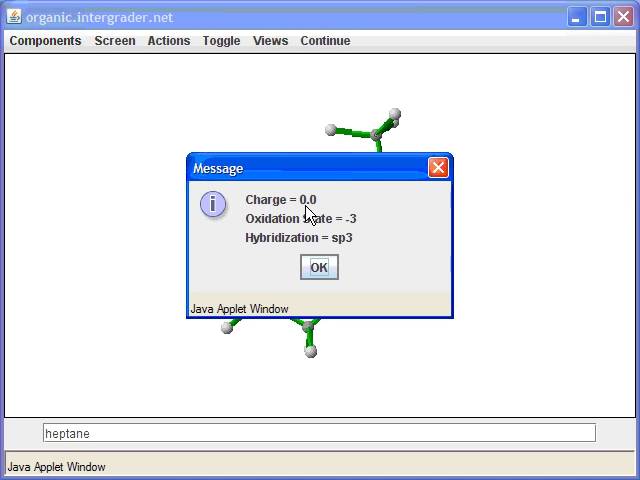 organic.intergrader.net
Components Screen Actions Toggle Views Continue
Message
Charge = 0.0
Oxidation = -3
Hybridization = sp3
OK
Java Applet Window
heptane
Java Applet Window